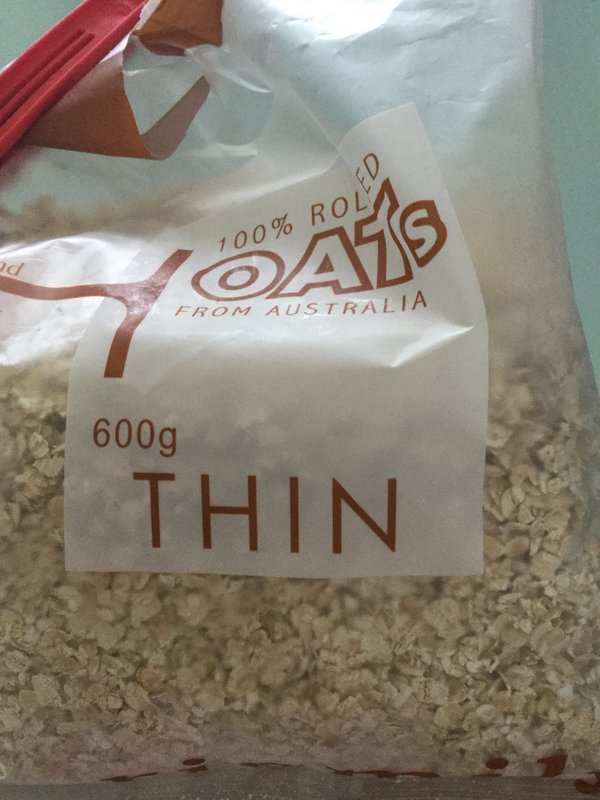 100% ROLLED
OATS
FROM AUSTRALIA
600g
THIN